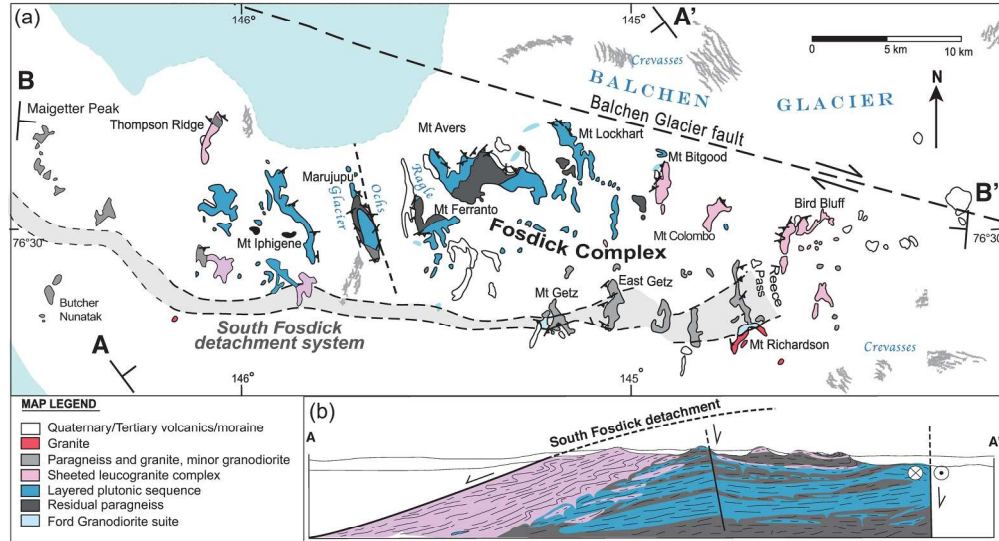 (a)
146°
145°
A'
0 5 km 10 km
Crevasses
BALCHEN
GLACIER
N
B
Maigetter Peak
Thompson Ridge
Mt Avers
Mt Lockhart
Balchen Glacier fault
Mt Bitgood
B'
Marujupu
Glacier
Ochs
Ragle
Mt Ferranto
Bird Bluff
76°30'
Mt Iphigene
Fosdick Complex
Mt Colombo
76°30'
Butcher
Nunatak
East Getz
Mt Getz
Reece
Pass
South Fosdick
detachment system
Mt Richardson
A
Crevasses
146°
145°
MAP LEGEND
Quaternary/Tertiary volcanics/moraine
Granite
Paragneiss and granite, minor granodiorite
Sheeted leucogranite complex
Layered plutonic sequence
Residual paragneiss
Ford Granodiorite suite
(b)
A
South Fosdick detachment
A'